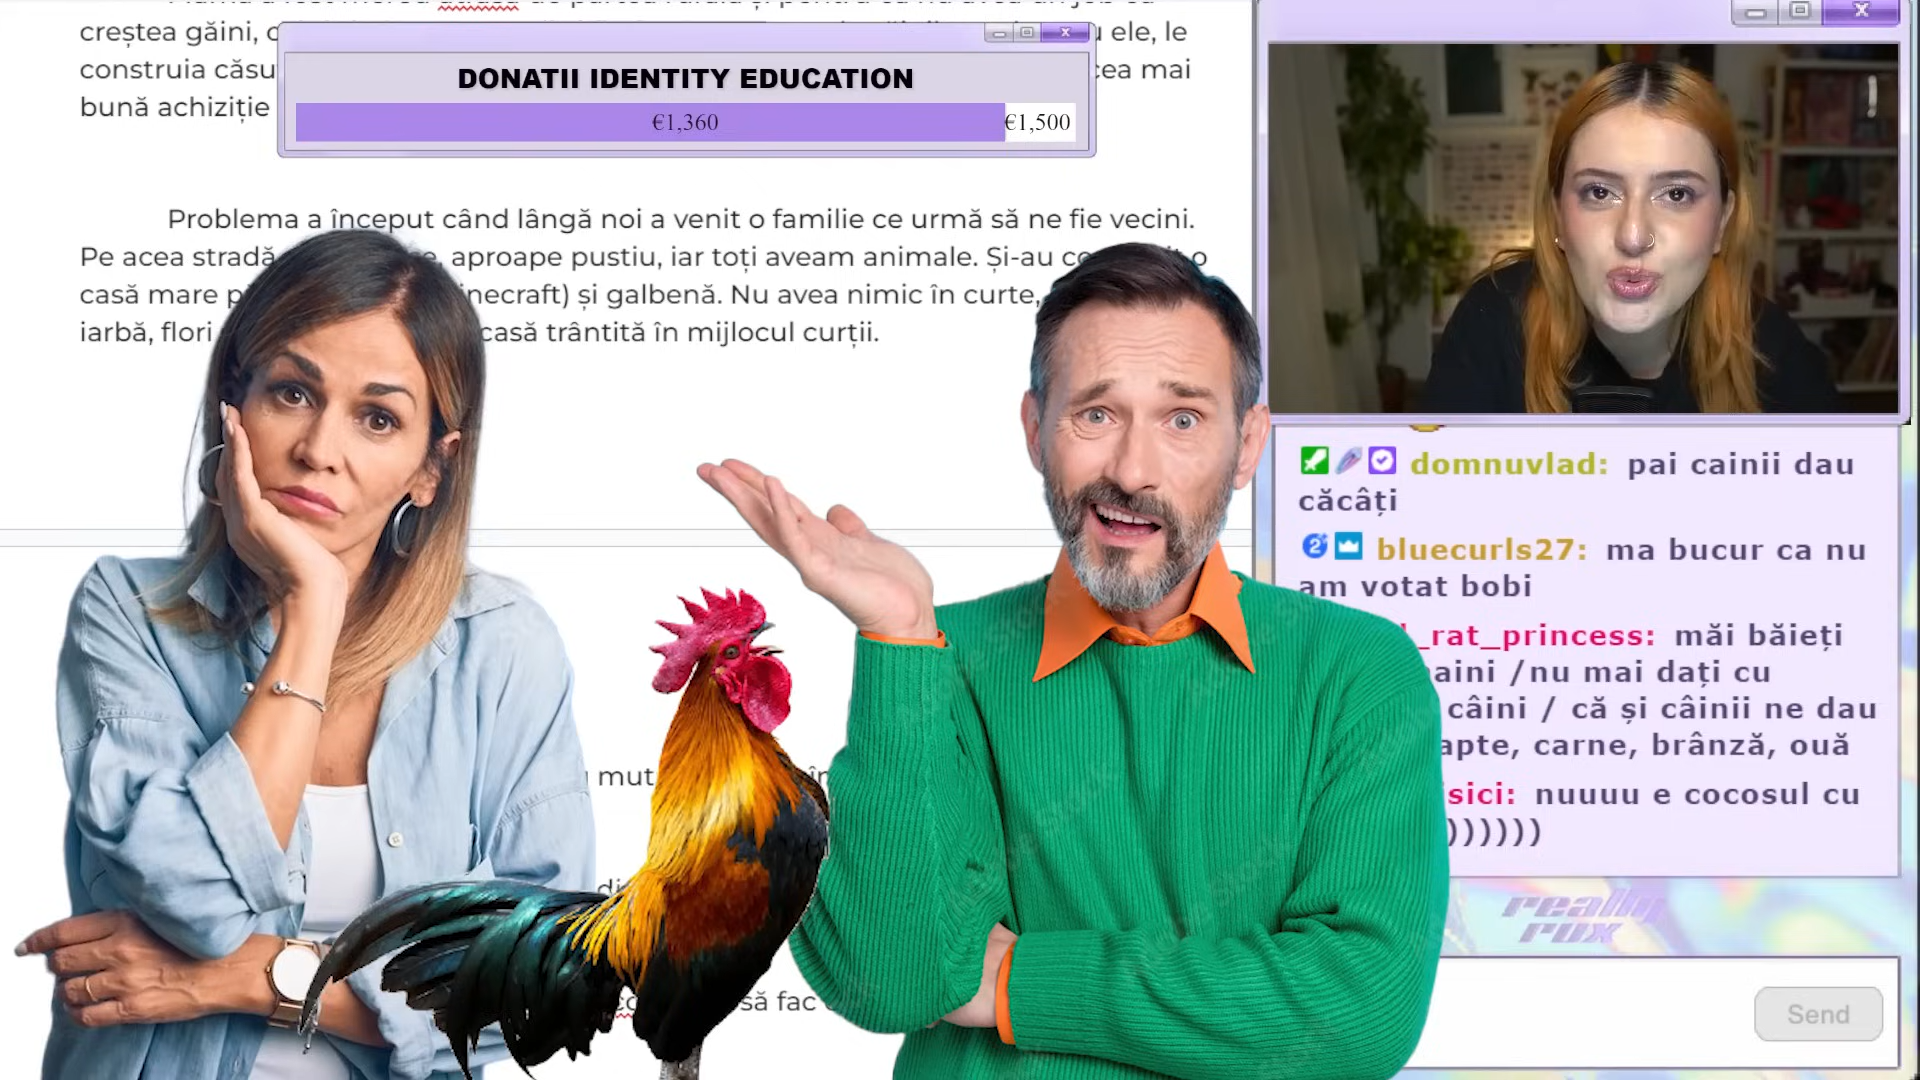 creștea găini, c
u ele, le
construia căsu
cea mai
bună achiziție
DONATII IDENTITY EDUCATION
€1,360
€1,500
Problema a început când lângă noi a venit o familie ce urmă să ne fie vecini.
Pe acea stradă
aproape pustiu, iar toți aveam animale. Și-au
o
casă mare
necraft) și galbenă. Nu avea nimic în curte,
iarbă, flori
casă trântită în mijlocul curții.
mut
să fac
domnuvlad: pai cainii dau
căcâți
bluecurls27: ma bucur ca nu
am votat bobi
_rat_princess: măi băieți
aini /nu mai dați cu
câini / că și câinii ne dau
apte, carne, brânză, ouă
sici: nuuuu e cocosul cu
))))))
really
rux
Send